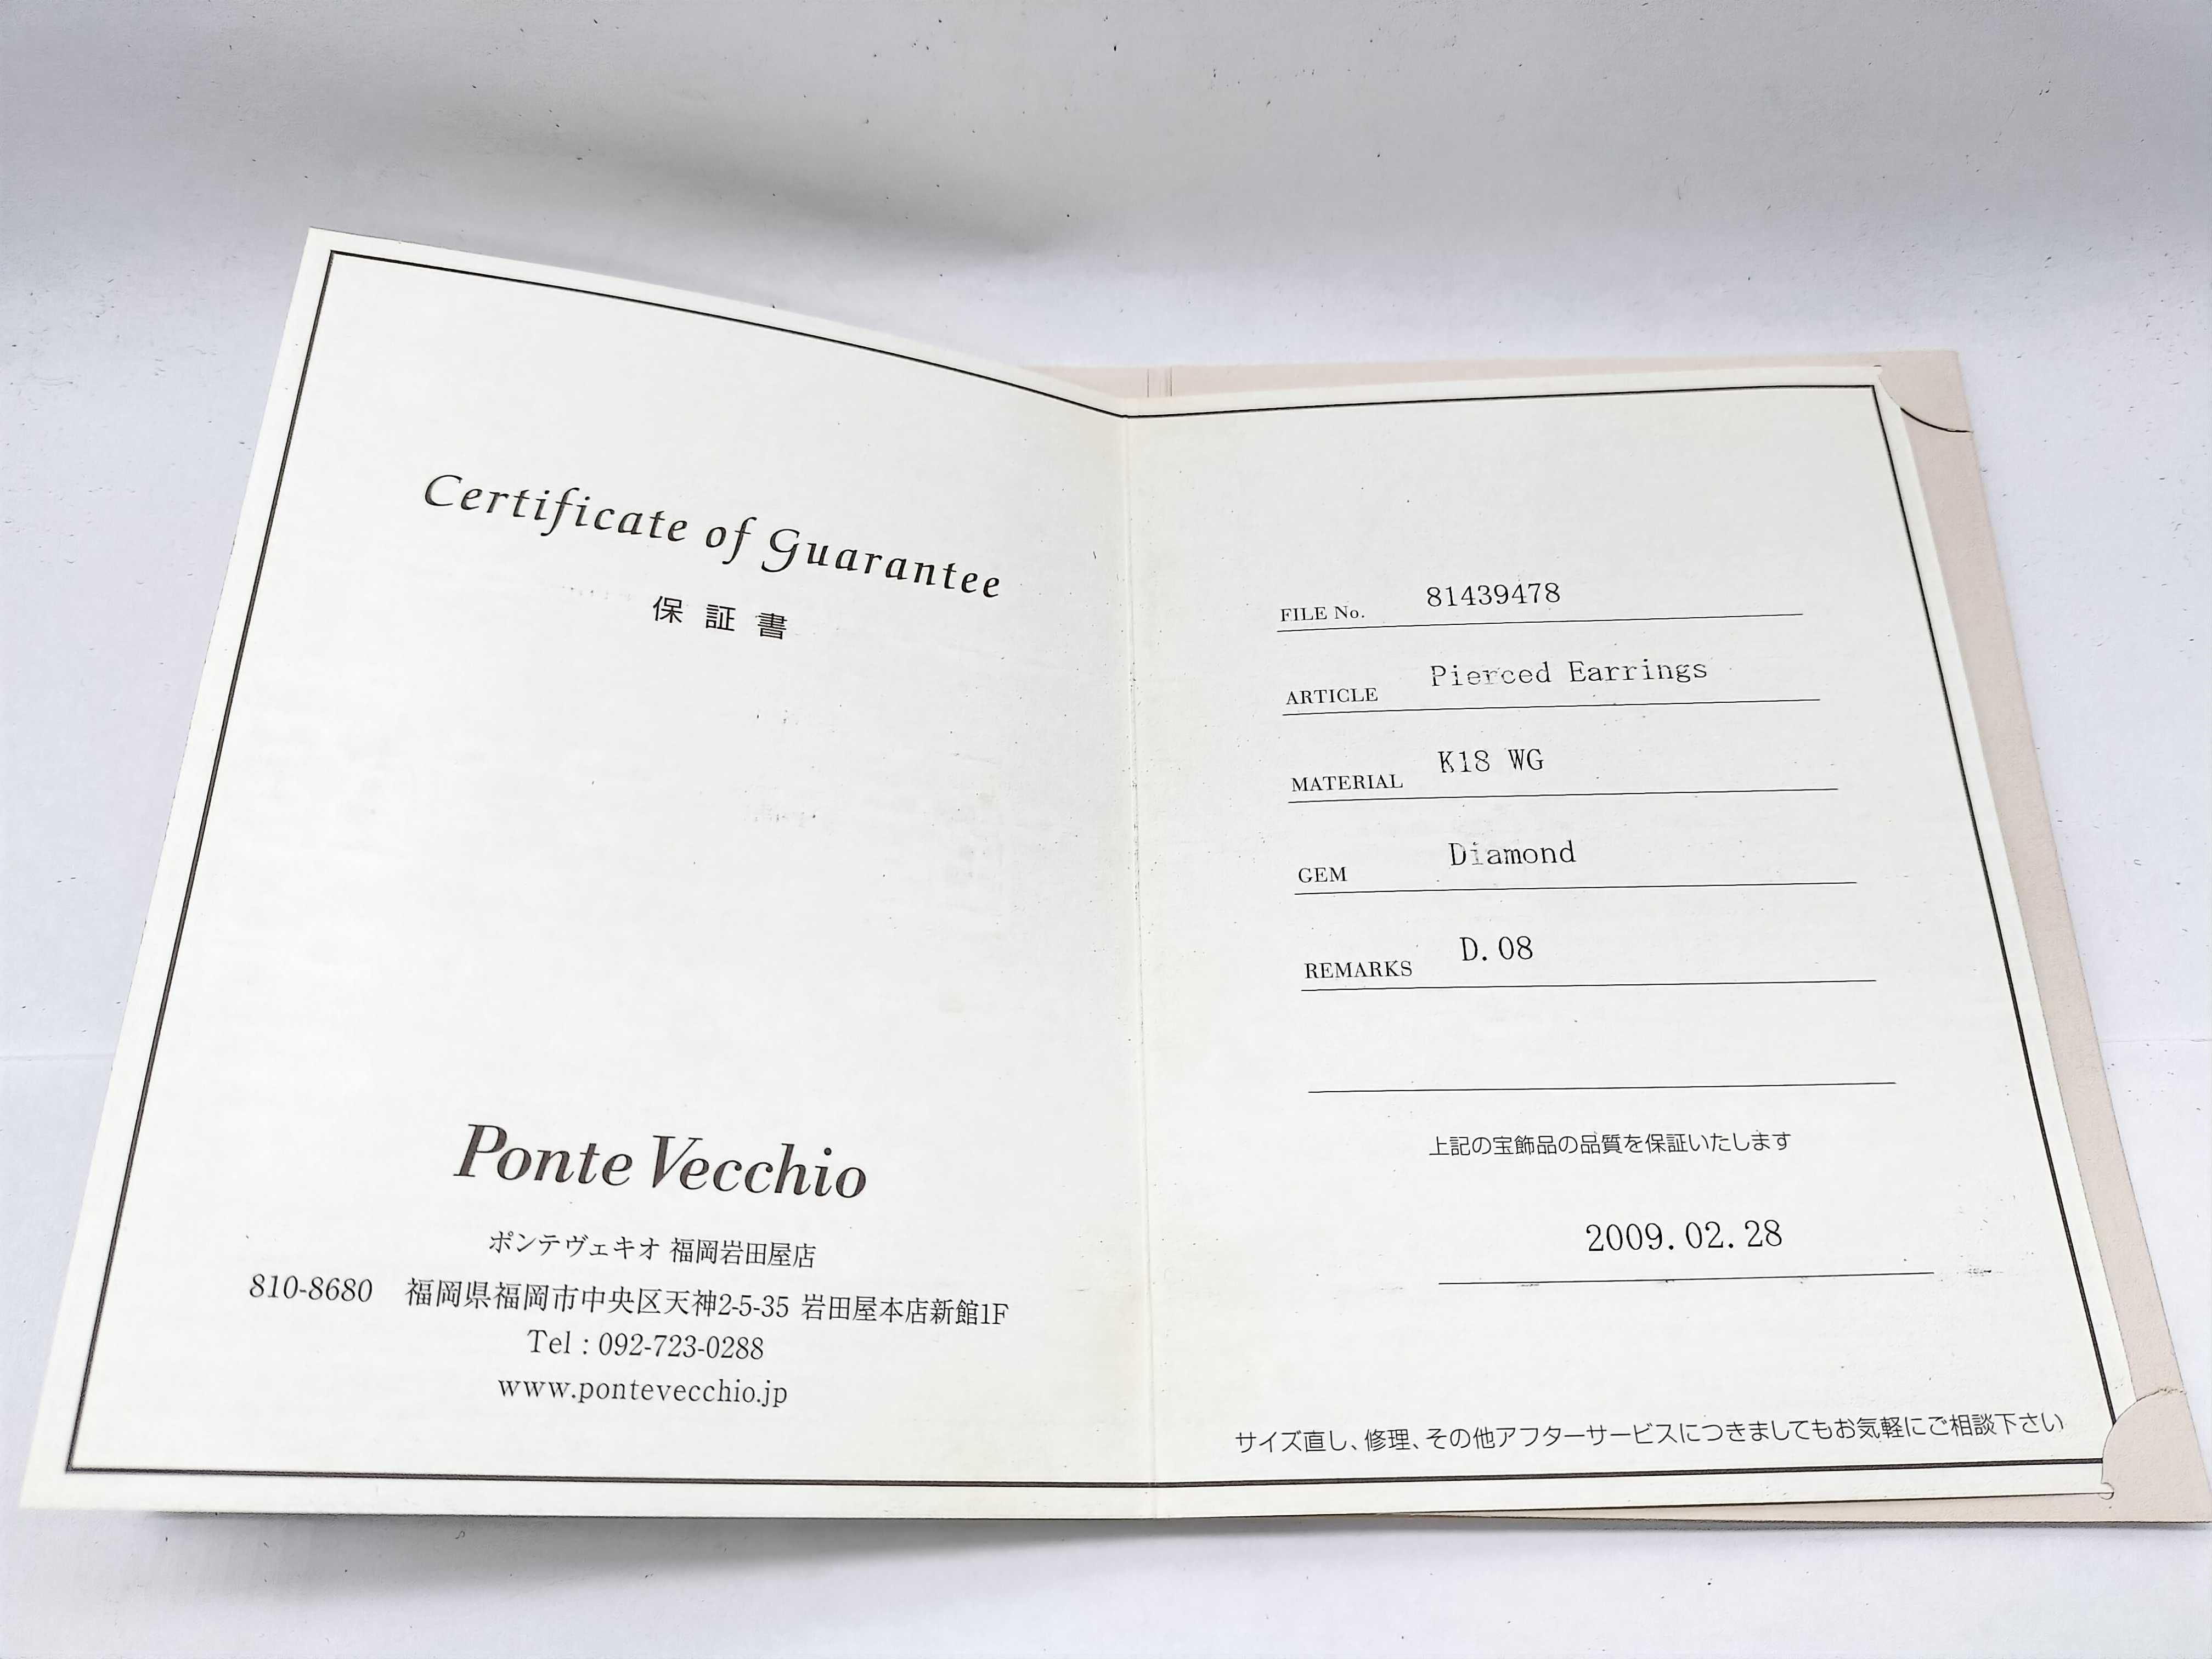 Certificate of Guarantee
保証書
Ponte Vecchio
ポンテヴェキオ 福岡岩田屋店
810-8680 福岡県福岡市中央区天神2-5-35 岩田屋本店新館1F
Tel : 092-723-0288
www.pontevecchio.jp
FILE No. 81439478
ARTICLE Pierced Earrings
MATERIAL K18 WG
GEM Diamond
REMARKS D.08
上記の宝飾品の品質を保証いたします
2009.02.28
サイズ直し、修理、その他アフターサービスにつきましてもお気軽にご相談下さい